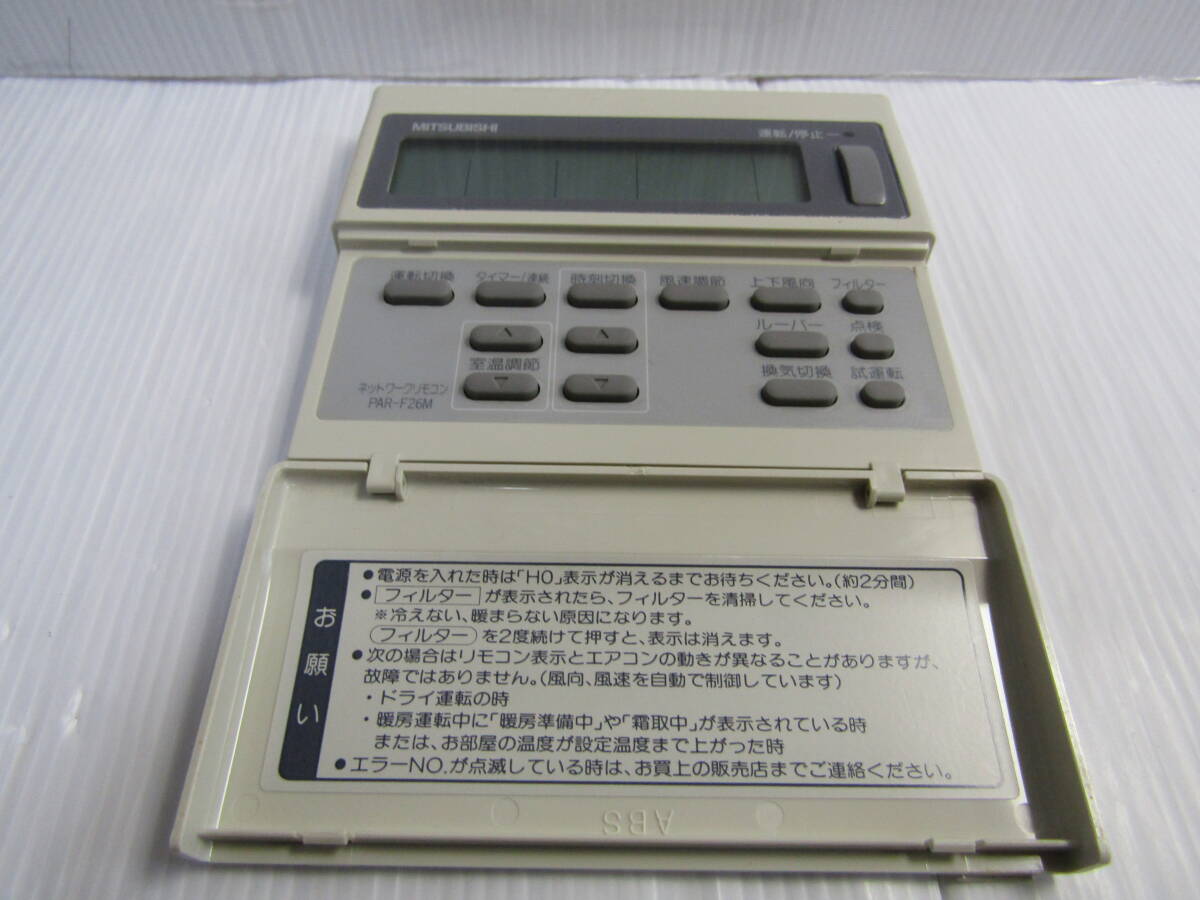 MITSUBISHI
運転/停止
運転切換 タイマー/連続 時刻切換 風速調節 上下風向 フィルター
ルーバー 点検
室温調節 換気切換 試運転
ネットワークリモコン
PAR-F26M
お願い
●電源を入れた時は「H0」表示が消えるまでお待ちください。(約2分間)
●フィルター が表示されたら、フィルターを清掃してください。
※冷えない、暖まらない原因になります。
フィルター を2度続けて押すと、表示は消えます。
●次の場合はリモコン表示とエアコンの動きが異なることがありますが、
故障ではありません。(風向、風速を自動で制御しています)
・ドライ運転の時
・暖房運転中に「暖房準備中」や「霜取中」が表示されている時
または、お部屋の温度が設定温度まで上がった時
●エラーNO.が点滅している時は、お買上の販売店までご連絡ください。
ABS